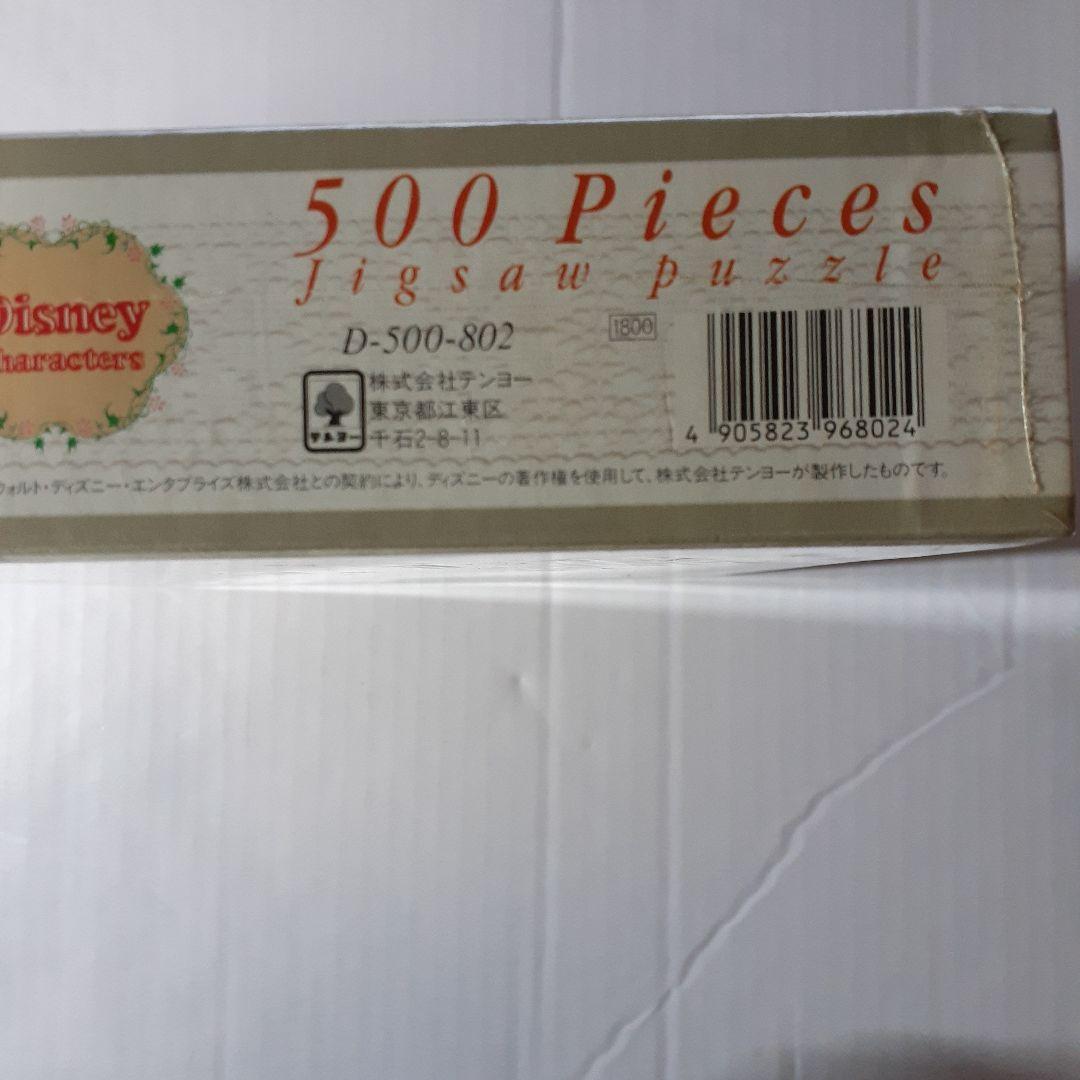 500 Pieces
Jigsaw puzzle
Disney
Characters
D-500-802
1800
株式会社テンヨー
東京都江東区
千石2-8-11
テンヨー
4 905823 968024
ウォルト・ディズニー・エンタプライズ株式会社との契約により、ディズニーの著作権を使用して、株式会社テンヨーが製作したものです。